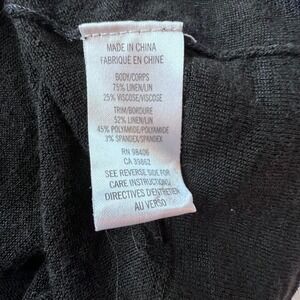 MADE IN CHINA
FABRIQUÉ EN CHINE
BODY/CORPS
75% LINEN/LIN
25% VISCOSE/VISCOSE
TRIM/BORDURE
52% LINEN/LIN
45% POLYAMIDE/POLYAMIDE
3% SPANDEX/SPANDEX
RN 98406
CA 39862
SEE REVERSE SIDE FOR
CARE INSTRUCTIONS
DIRECTIVES D'ENTRETIEN
AU VERSO